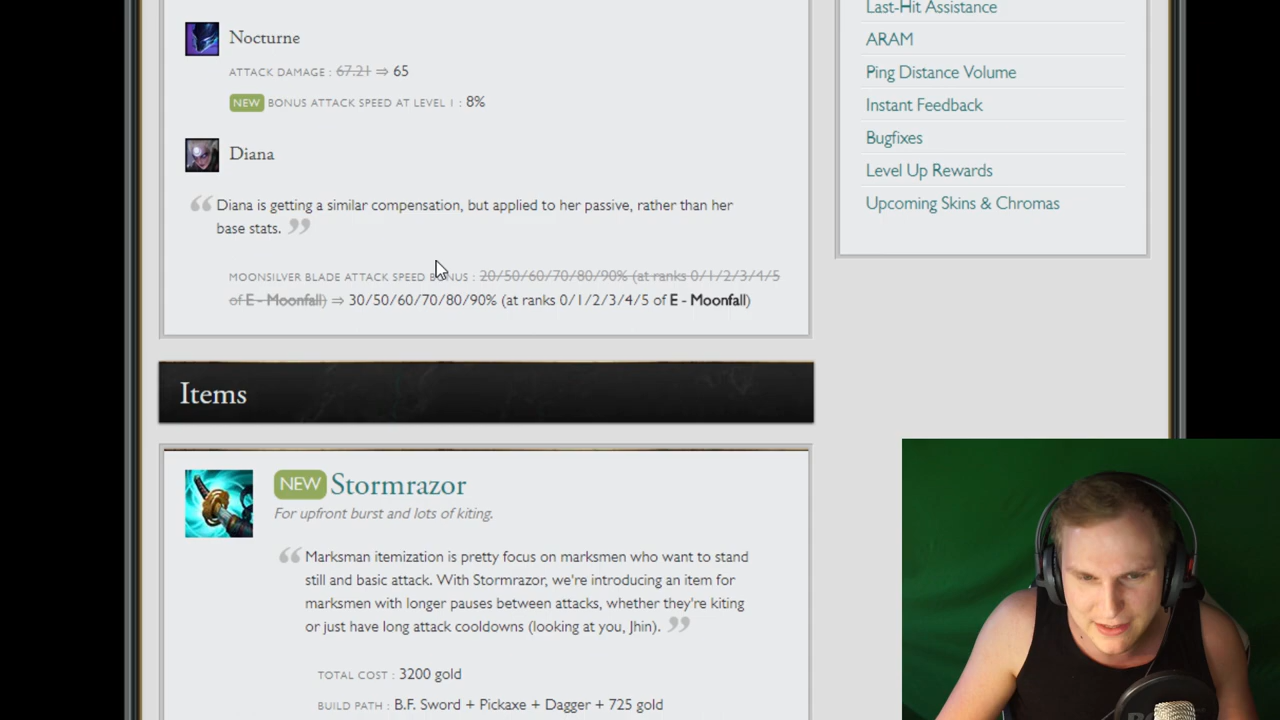 Nocturne
ATTACK DAMAGE : 67.21 ⇒ 65
NEW BONUS ATTACK SPEED AT LEVEL 1 : 8%
Diana
“ Diana is getting a similar compensation, but applied to her passive, rather than her
base stats. ”
MOONSILVER BLADE ATTACK SPEED BONUS : 20/50/60/70/80/90% (at ranks 0/1/2/3/4/5
of E - Moonfall) ⇒ 30/50/60/70/80/90% (at ranks 0/1/2/3/4/5 of E - Moonfall)
Items
NEW Stormrazor
For upfront burst and lots of kiting.
“ Marksman itemization is pretty focus on marksmen who want to stand
still and basic attack. With Stormrazor, we're introducing an item for
marksmen with longer pauses between attacks, whether they're kiting
or just have long attack cooldowns (looking at you, Jhin). ”
TOTAL COST : 3200 gold
BUILD PATH : B.F. Sword + Pickaxe + Dagger + 725 gold
Last-Hit Assistance
ARAM
Ping Distance Volume
Instant Feedback
Bugfixes
Level Up Rewards
Upcoming Skins & Chromas